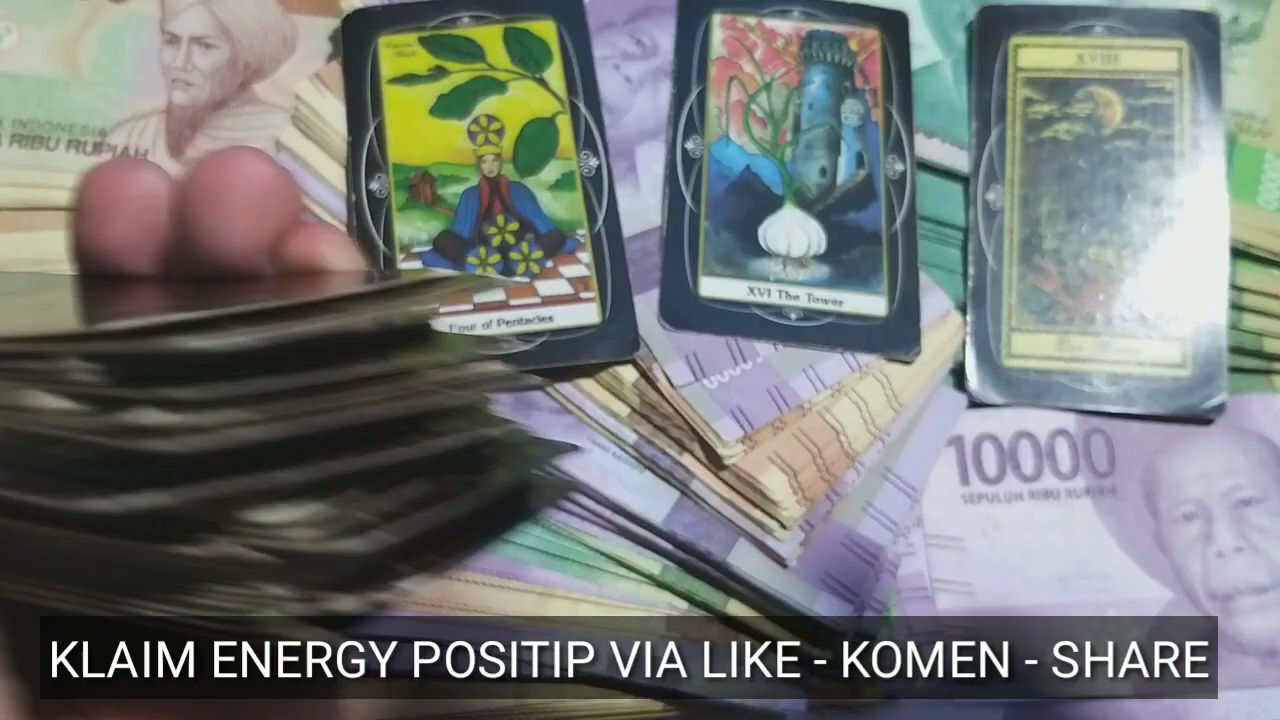 INDONESIA
RIBU RUPIAH
Four of Pentacles
XVI The Tower
XVIII
10000
SEPULUH RIBU RUPIAH
KLAIM ENERGY POSITIP VIA LIKE - KOMEN - SHARE